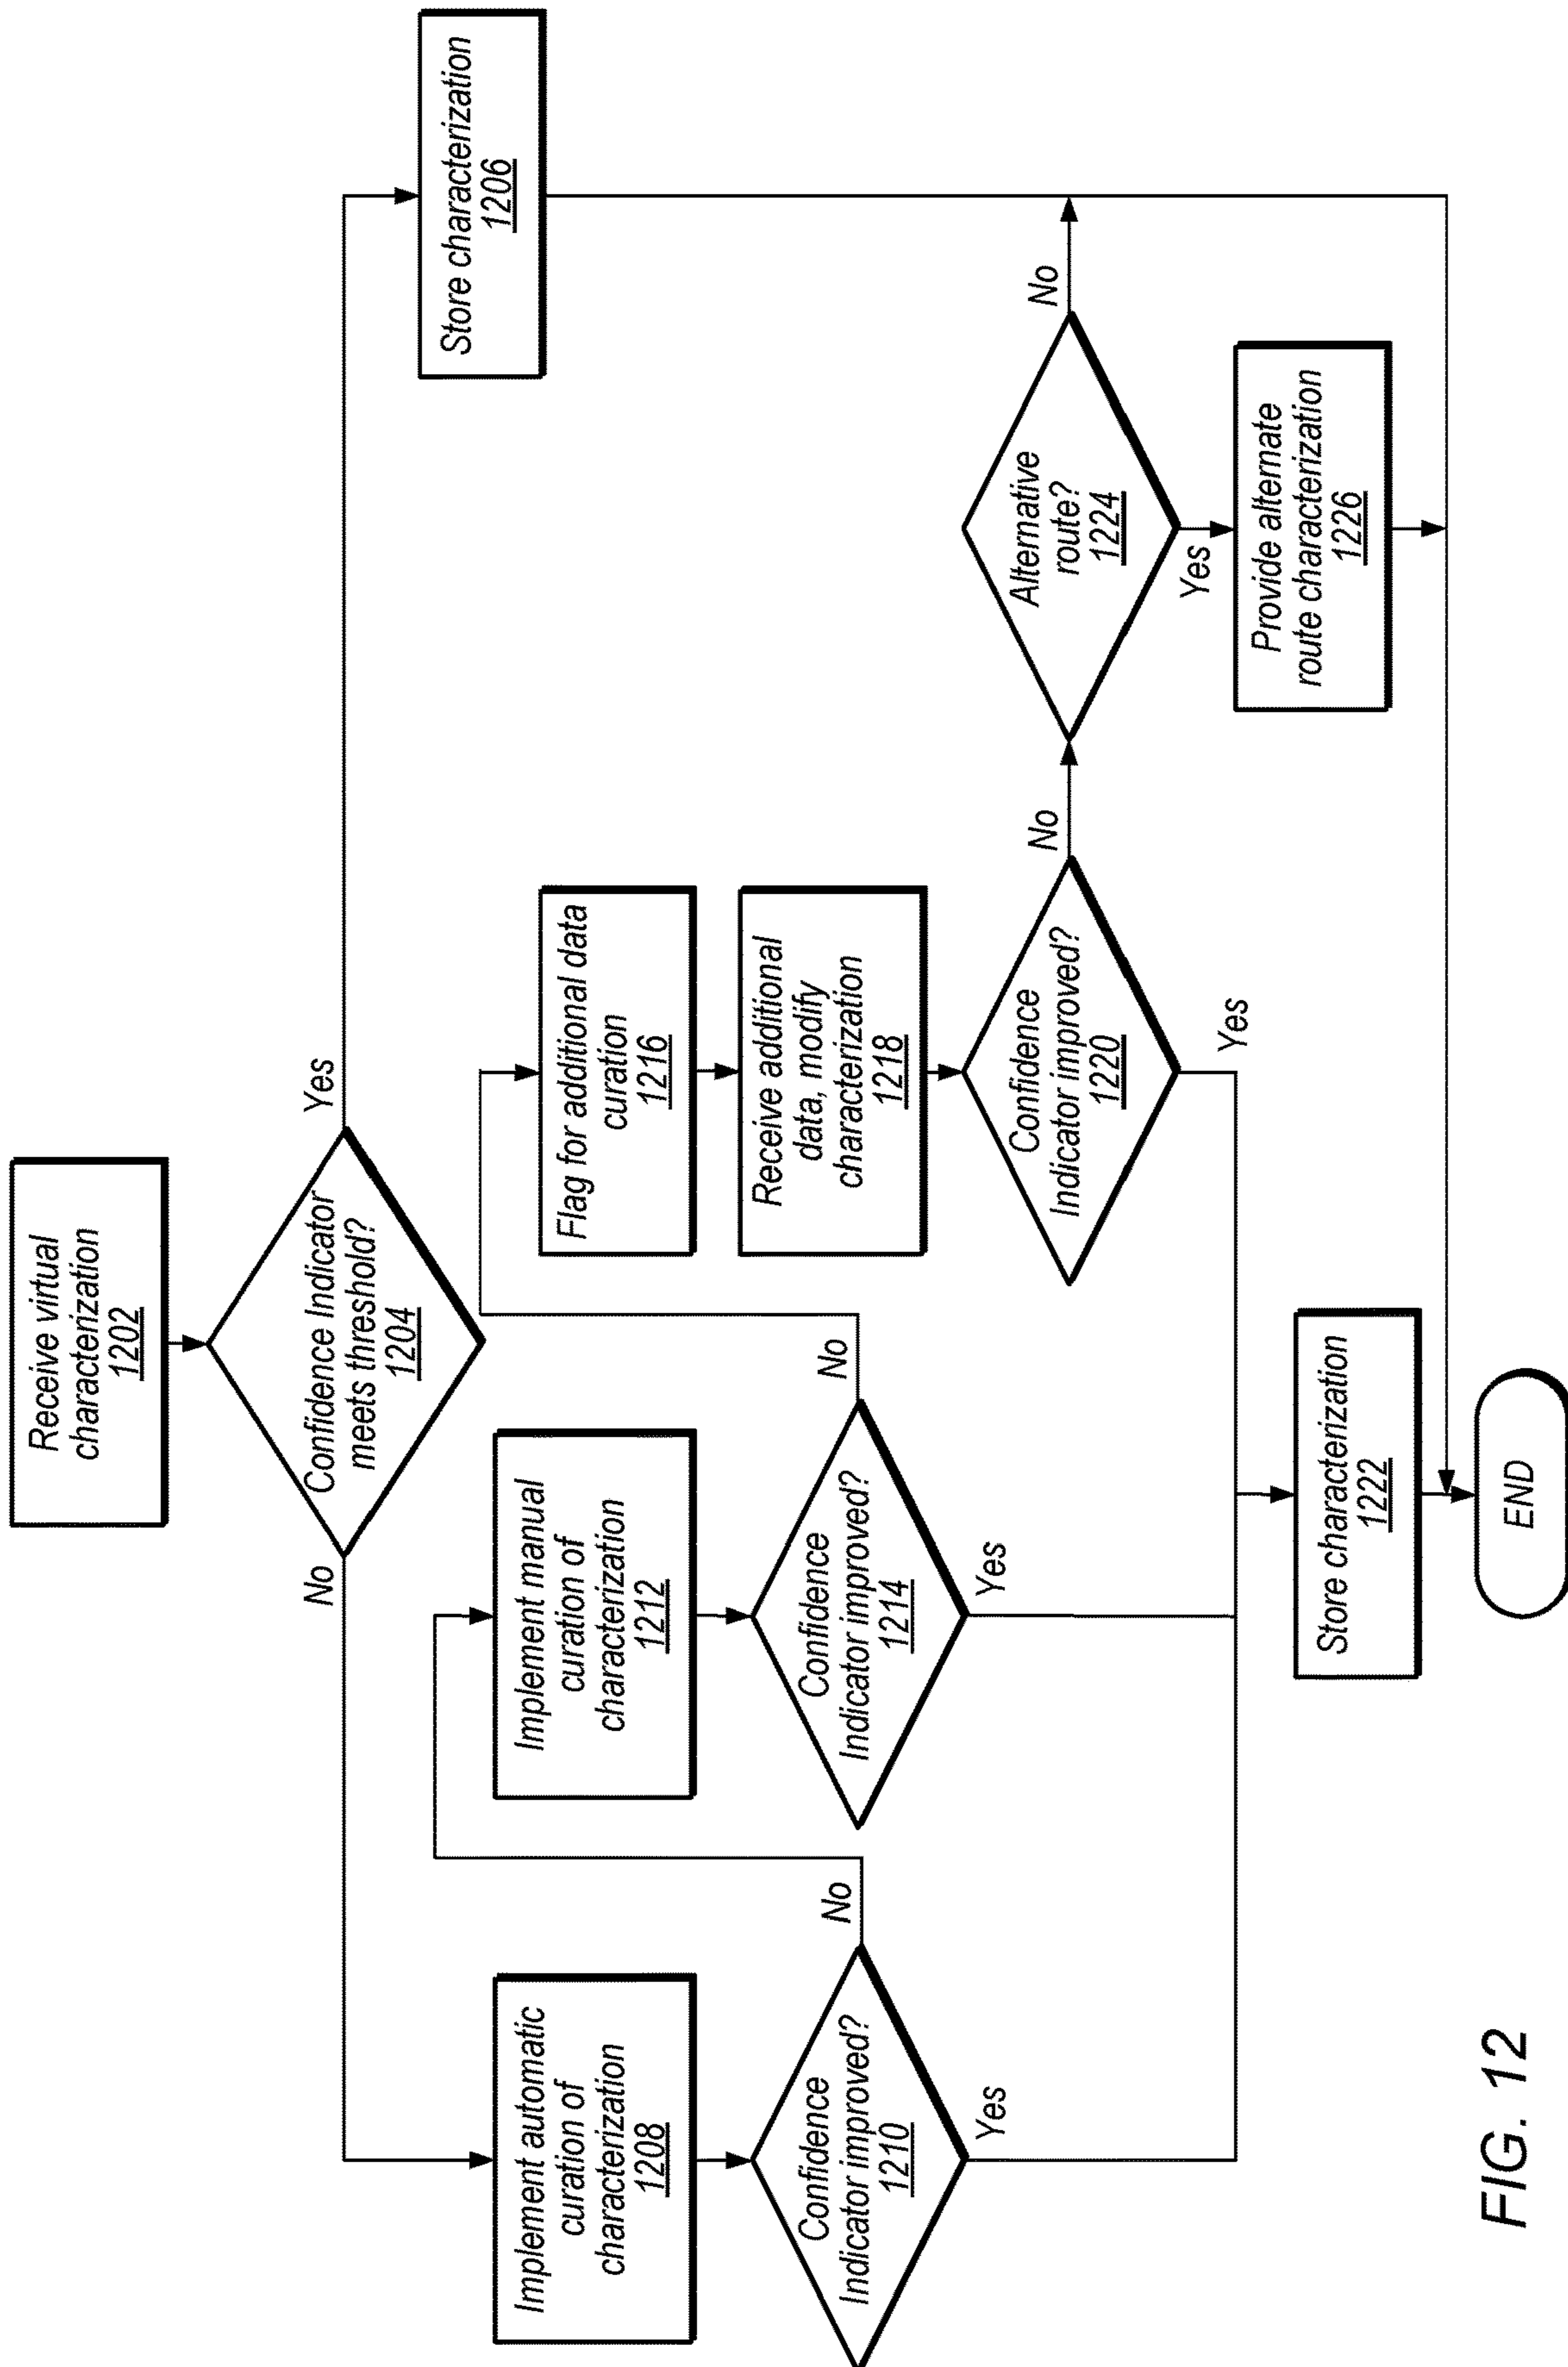 Receive virtual
characterization
1202
Confidence Indicator
meets threshold?
1204
No
Yes
Store characterization
1206
Implement automatic
curation of
characterization
1208
Confidence
Indicator improved?
1210
No
Yes
Implement manual
curation of
characterization
1212
Confidence
Indicator improved?
1214
No
Yes
Flag for additional data
curation
1216
Receive additional
data, modify
characterization
1218
Confidence
Indicator improved?
1220
No
Yes
Alternative
route?
1224
No
Yes
Provide alternate
route characterization
1226
Store characterization
1222
END
FIG. 12